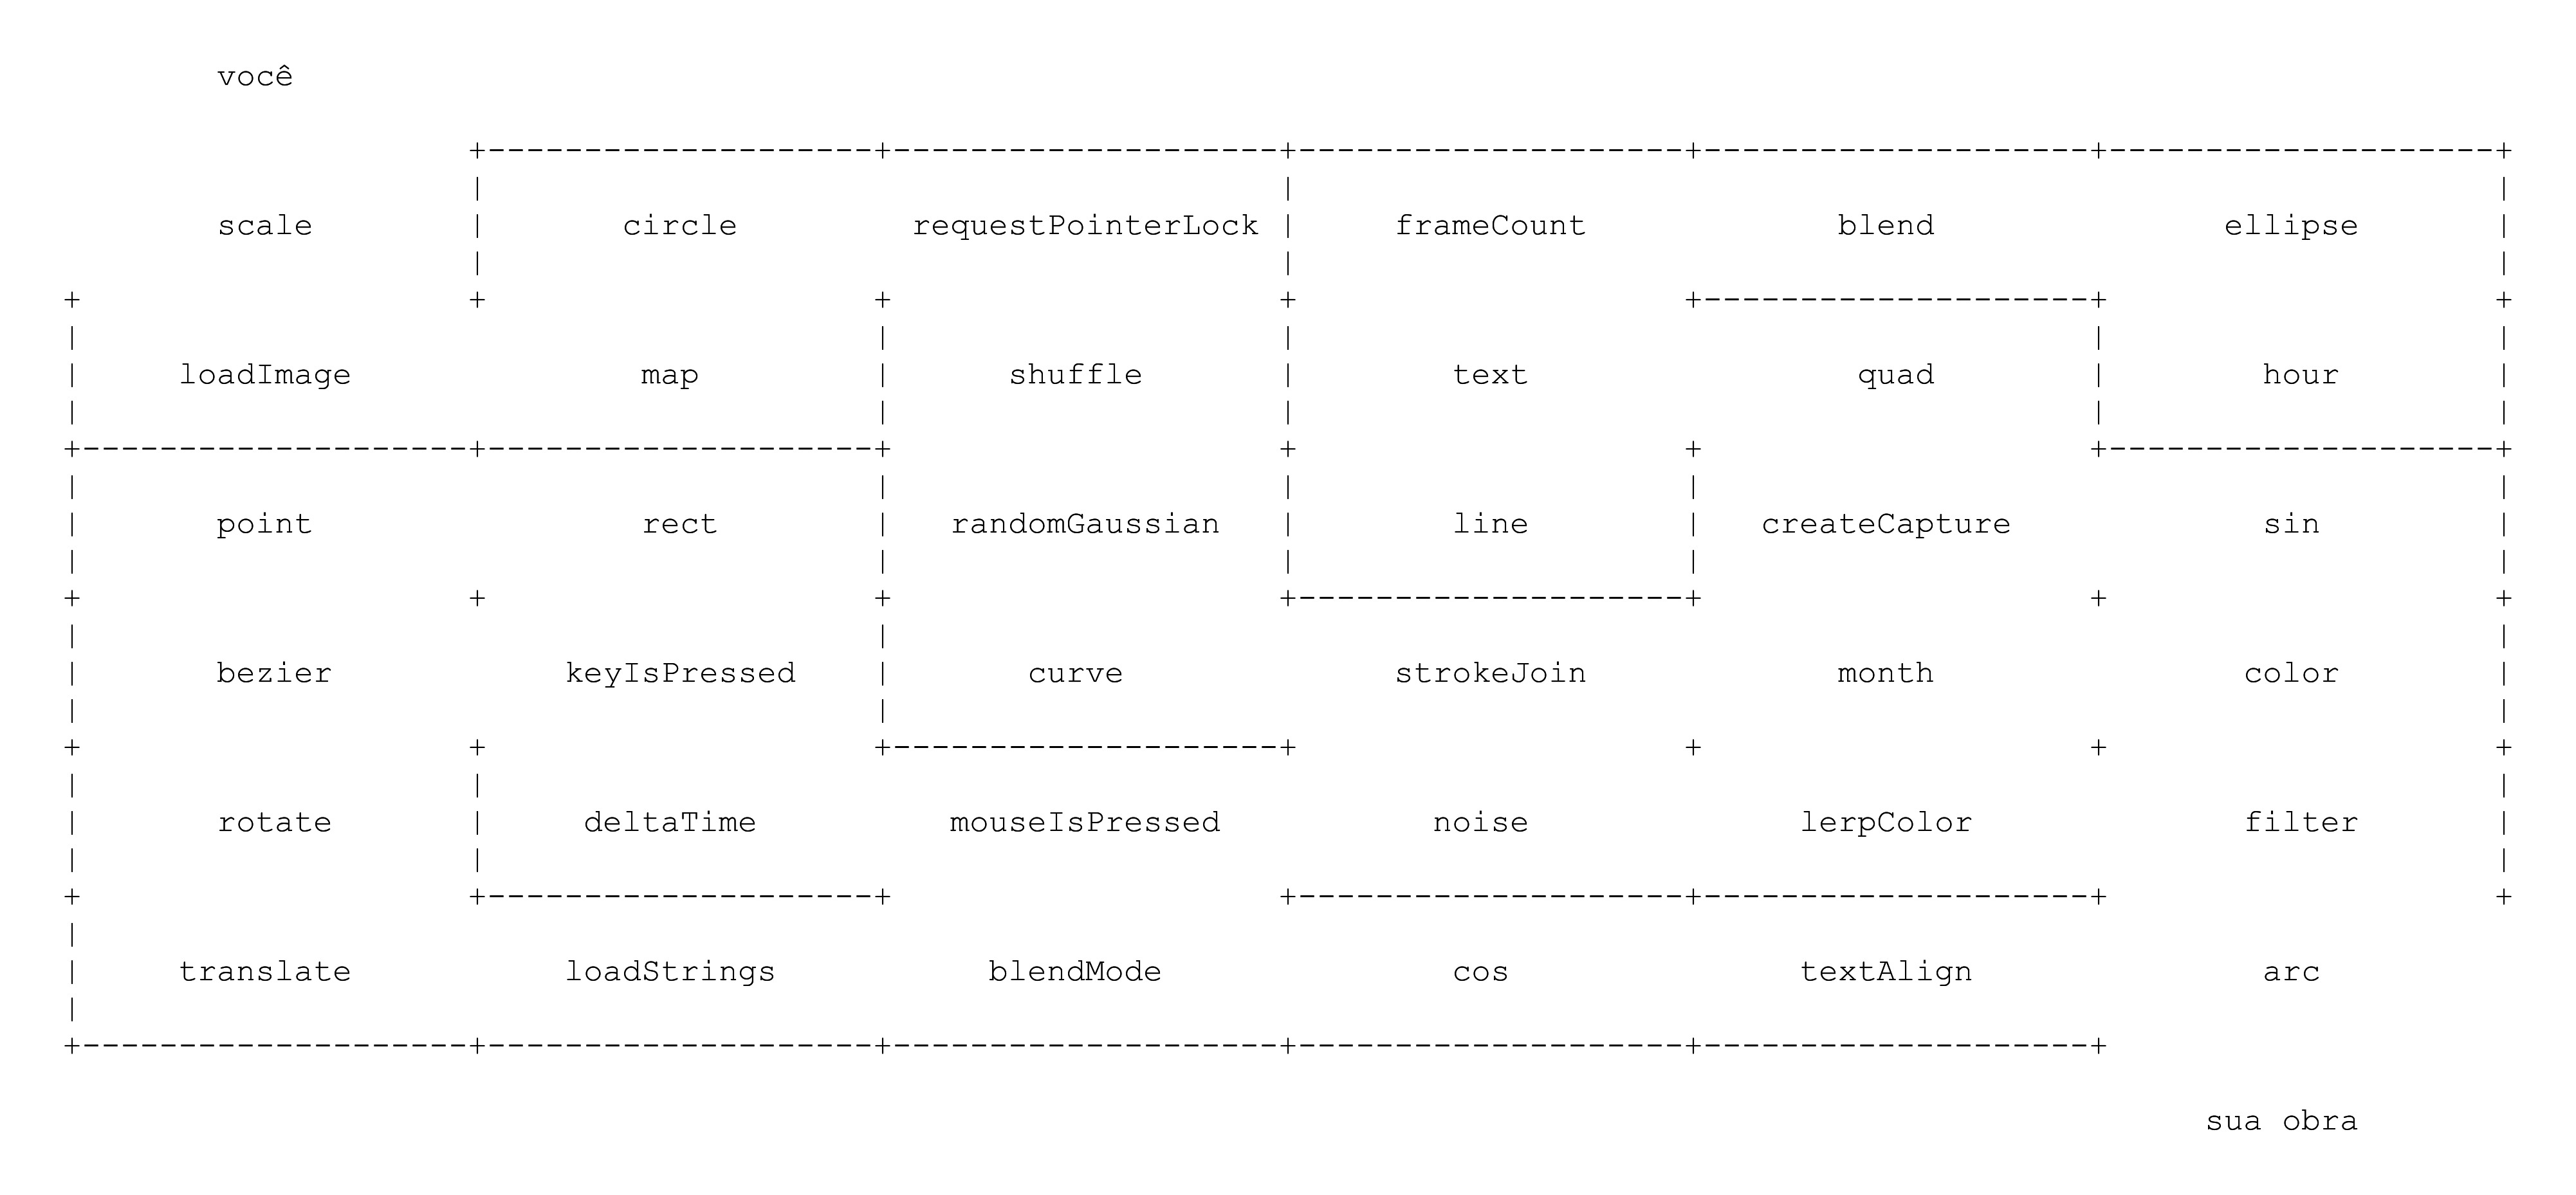 você
scale circle requestPointerLock frameCount blend ellipse
loadImage map shuffle text quad hour
point rect randomGaussian line createCapture sin
bezier keyIsPressed curve strokeJoin month color
rotate deltaTime mouseIsPressed noise lerpColor filter
translate loadStrings blendMode cos textAlign arc
sua obra